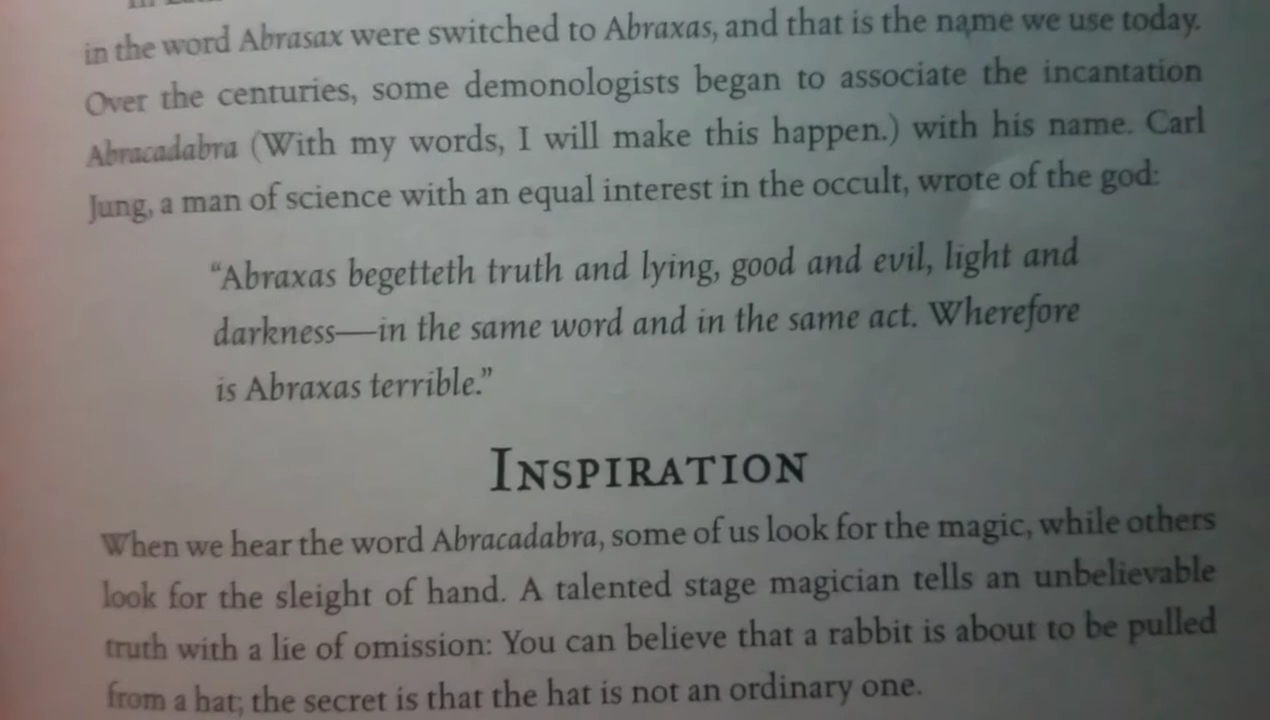 in the word Abrasax were switched to Abraxas, and that is the name we use today.
Over the centuries, some demonologists began to associate the incantation
Abracadabra (With my words, I will make this happen.) with his name. Carl
Jung, a man of science with an equal interest in the occult, wrote of the god:
“Abraxas begetteth truth and lying, good and evil, light and
darkness—in the same word and in the same act. Wherefore
is Abraxas terrible.”
INSPIRATION
When we hear the word Abracadabra, some of us look for the magic, while others
look for the sleight of hand. A talented stage magician tells an unbelievable
truth with a lie of omission: You can believe that a rabbit is about to be pulled
from a hat; the secret is that the hat is not an ordinary one.